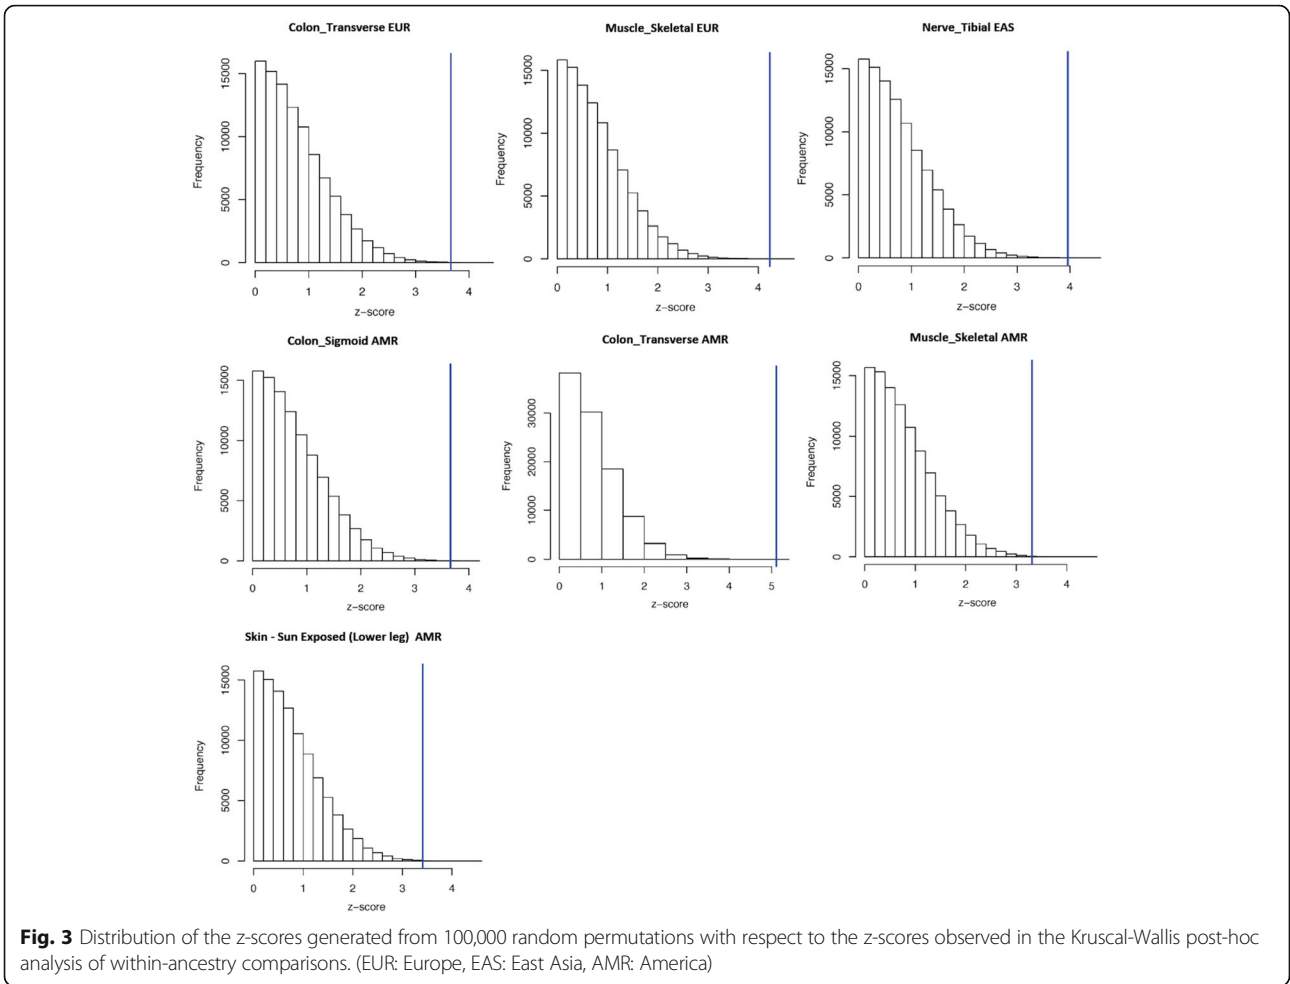 Colon_Transverse EUR
Frequency
0
5000
10000
15000
0 1 2 3 4
z−score
Muscle_Skeletal EUR
Frequency
0
5000
10000
15000
0 1 2 3 4
z−score
Nerve_Tibial EAS
Frequency
0
5000
10000
15000
0 1 2 3 4
z−score
Colon_Sigmoid AMR
Frequency
0
5000
10000
15000
0 1 2 3 4
z−score
Colon_Transverse AMR
Frequency
0
10000
20000
30000
0 1 2 3 4 5
z−score
Muscle_Skeletal AMR
Frequency
0
5000
10000
15000
0 1 2 3 4
z−score
Skin - Sun Exposed (Lower leg) AMR
Frequency
0
5000
10000
15000
0 1 2 3 4
z−score
Fig. 3 Distribution of the z-scores generated from 100,000 random permutations with respect to the z-scores observed in the Kruscal-Wallis post-hoc
analysis of within-ancestry comparisons. (EUR: Europe, EAS: East Asia, AMR: America)